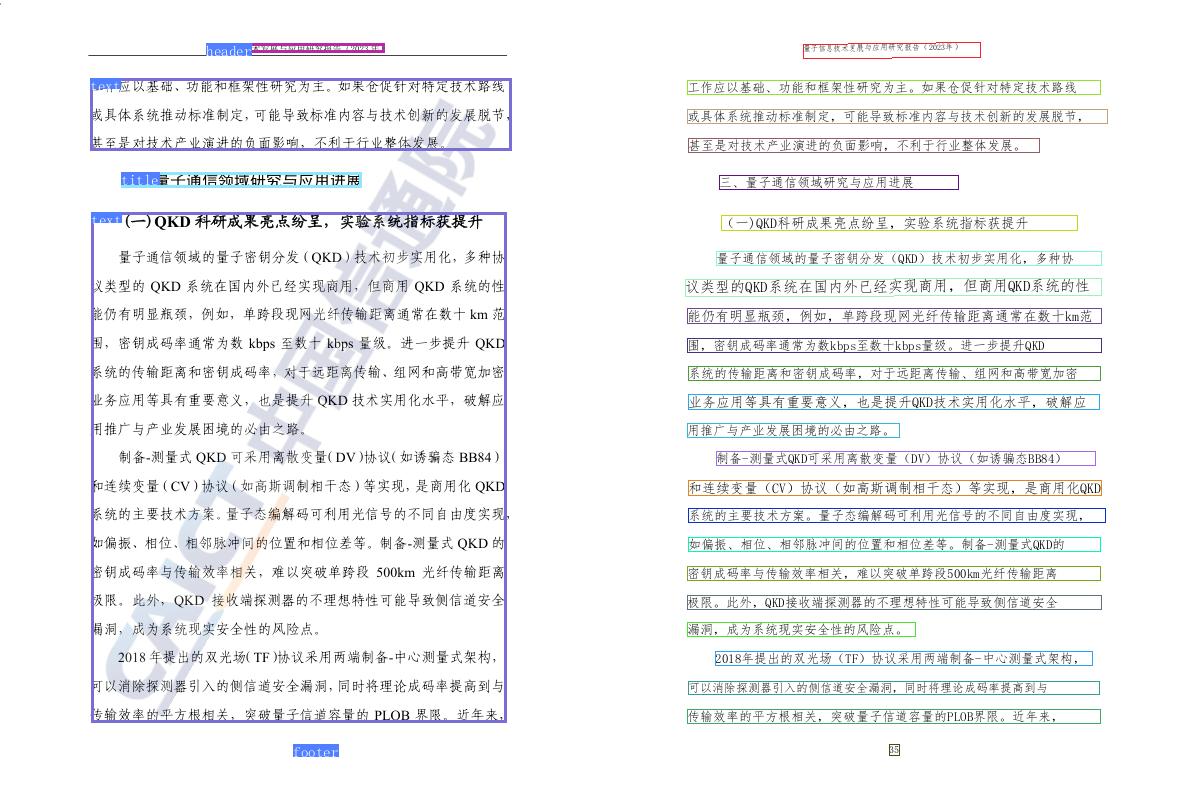 header
text应以基础、功能和框架性研究为主。如果仓促针对特定技术路线
或具体系统推动标准制定，可能导致标准内容与技术创新的发展脱节，
甚至是对技术产业演进的负面影响，不利于行业整体发展。
title量子通信领域研究与应用进展
text(一)QKD 科研成果亮点纷呈，实验系统指标获提升
量子通信领域的量子密钥分发（QKD）技术初步实用化，多种协
议类型的 QKD 系统在国内外已经实现商用，但商用 QKD 系统的性
能仍有明显瓶颈，例如，单跨段现网光纤传输距离通常在数十 km 范
围，密钥成码率通常为数 kbps 至数十 kbps 量级。进一步提升 QKD
系统的传输距离和密钥成码率，对于远距离传输、组网和高带宽加密
业务应用等具有重要意义，也是提升 QKD 技术实用化水平，破解应
用推广与产业发展困境的必由之路。
制备-测量式 QKD 可采用离散变量（DV）协议（如诱骗态 BB84）
和连续变量（CV）协议（如高斯调制相干态）等实现，是商用化 QKD
系统的主要技术方案。量子态编解码可利用光信号的不同自由度实现，
如偏振、相位、相邻脉冲间的位置和相位差等。制备-测量式 QKD 的
密钥成码率与传输效率相关，难以突破单跨段 500km 光纤传输距离
极限。此外，QKD 接收端探测器的不理想特性可能导致侧信道安全
漏洞，成为系统现实安全性的风险点。
2018 年提出的双光场（TF）协议采用两端制备-中心测量式架构，
可以消除探测器引入的侧信道安全漏洞，同时将理论成码率提高到与
传输效率的平方根相关，突破量子信道容量的 PLOB 界限。近年来，
footer
CAICT 中国信通院
量子信息技术发展与应用研究报告（2023年）
工作应以基础、功能和框架性研究为主。如果仓促针对特定技术路线
或具体系统推动标准制定，可能导致标准内容与技术创新的发展脱节，
甚至是对技术产业演进的负面影响，不利于行业整体发展。
三、量子通信领域研究与应用进展
（一)QKD科研成果亮点纷呈，实验系统指标获提升
量子通信领域的量子密钥分发（QKD）技术初步实用化，多种协
议类型的QKD系统在国内外已经实现商用，但商用QKD系统的性
能仍有明显瓶颈，例如，单跨段现网光纤传输距离通常在数十km范
围，密钥成码率通常为数kbps至数十kbps量级。进一步提升QKD
系统的传输距离和密钥成码率，对于远距离传输、组网和高带宽加密
业务应用等具有重要意义，也是提升QKD技术实用化水平，破解应
用推广与产业发展困境的必由之路。
制备-测量式QKD可采用离散变量（DV）协议（如诱骗态BB84）
和连续变量（CV）协议（如高斯调制相干态）等实现，是商用化QKD
系统的主要技术方案。量子态编解码可利用光信号的不同自由度实现，
如偏振、相位、相邻脉冲间的位置和相位差等。制备-测量式QKD的
密钥成码率与传输效率相关，难以突破单跨段500km光纤传输距离
极限。此外，QKD接收端探测器的不理想特性可能导致侧信道安全
漏洞，成为系统现实安全性的风险点。
2018年提出的双光场（TF）协议采用两端制备-中心测量式架构，
可以消除探测器引入的侧信道安全漏洞，同时将理论成码率提高到与
传输效率的平方根相关，突破量子信道容量的PLOB界限。近年来，
35